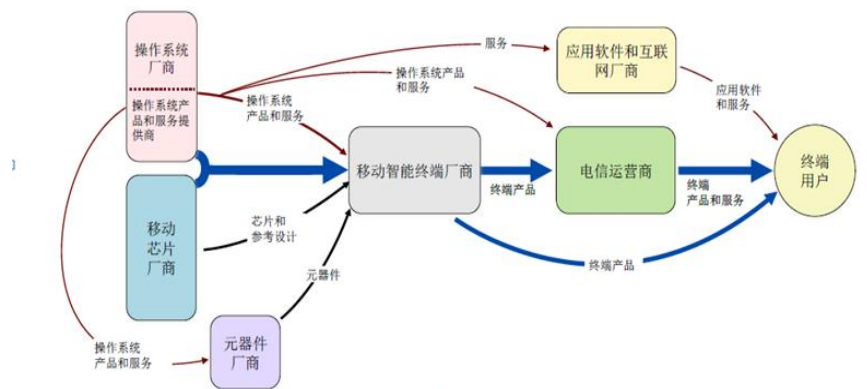 操作系统
厂商
操作系统产
品和服务提
供商
服务
操作系统产品
和服务
操作系统
产品和服务
应用软件和互联
网厂商
应用软件
和服务
移动智能终端厂商
终端产品
电信运营商
终端
产品和服务
终端
用户
移动
芯片
厂商
芯片和
参考设计
元器件
终端产品
操作系统
产品和服务
元器件
厂商